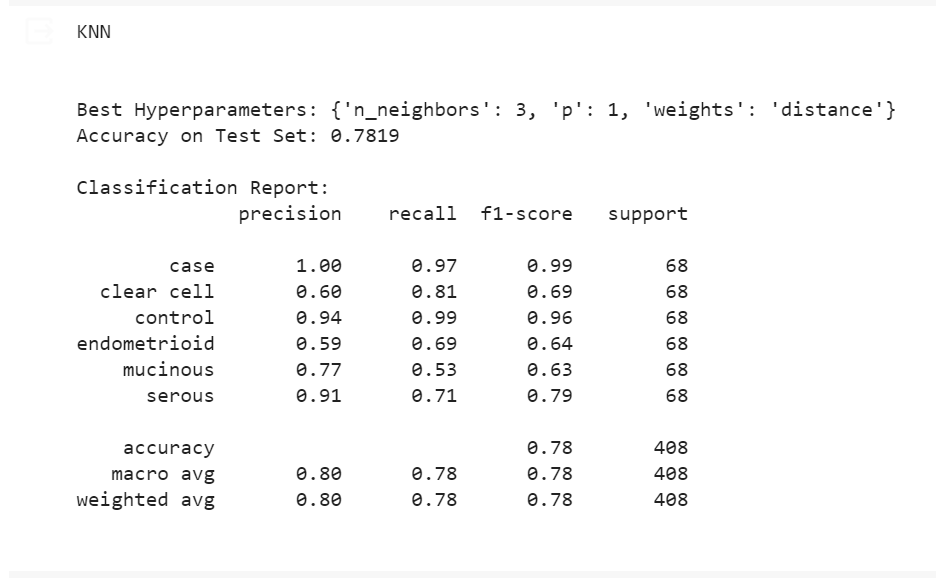 KNN
Best Hyperparameters: {'n_neighbors': 3, 'p': 1, 'weights': 'distance'}
Accuracy on Test Set: 0.7819
Classification Report:
precision recall f1-score support
case 1.00 0.97 0.99 68
clear cell 0.60 0.81 0.69 68
control 0.94 0.99 0.96 68
endometrioid 0.59 0.69 0.64 68
mucinous 0.77 0.53 0.63 68
serous 0.91 0.71 0.79 68
accuracy 0.78 408
macro avg 0.80 0.78 0.78 408
weighted avg 0.80 0.78 0.78 408